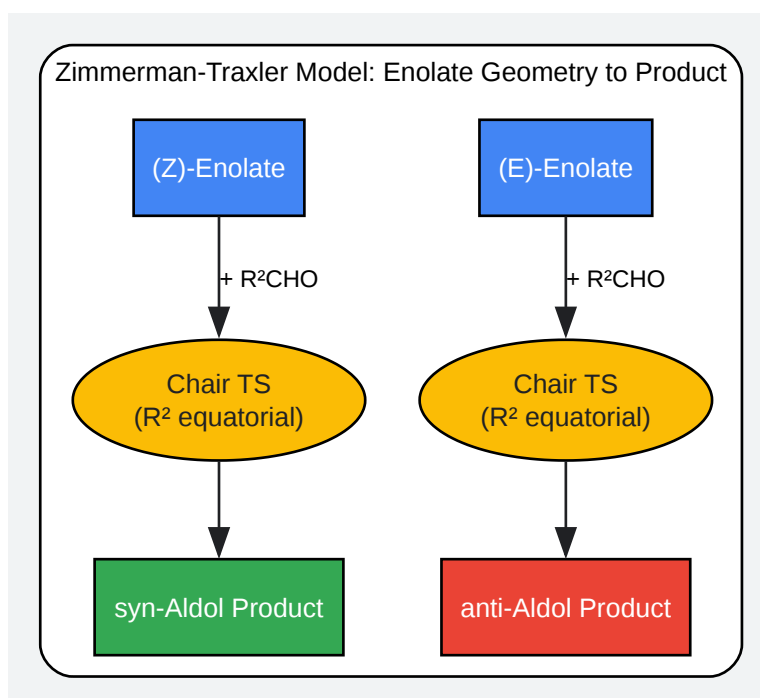 Zimmerman-Traxler Model: Enolate Geometry to Product
(Z)-Enolate
(E)-Enolate
+ R²CHO
+ R²CHO
Chair TS
(R² equatorial)
Chair TS
(R² equatorial)
syn-Aldol Product
anti-Aldol Product